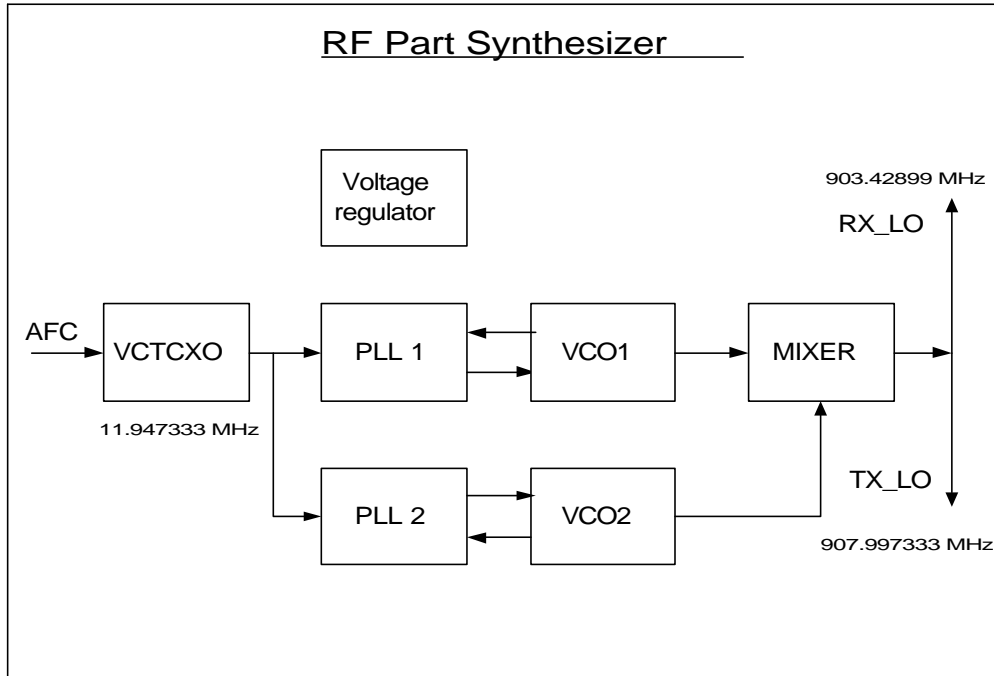 RF Part Synthesizer
Voltage
regulator
903.42899 MHz
RX_LO
AFC
VCTCXO
PLL 1
VCO1
MIXER
11.947333 MHz
TX_LO
PLL 2
VCO2
907.997333 MHz